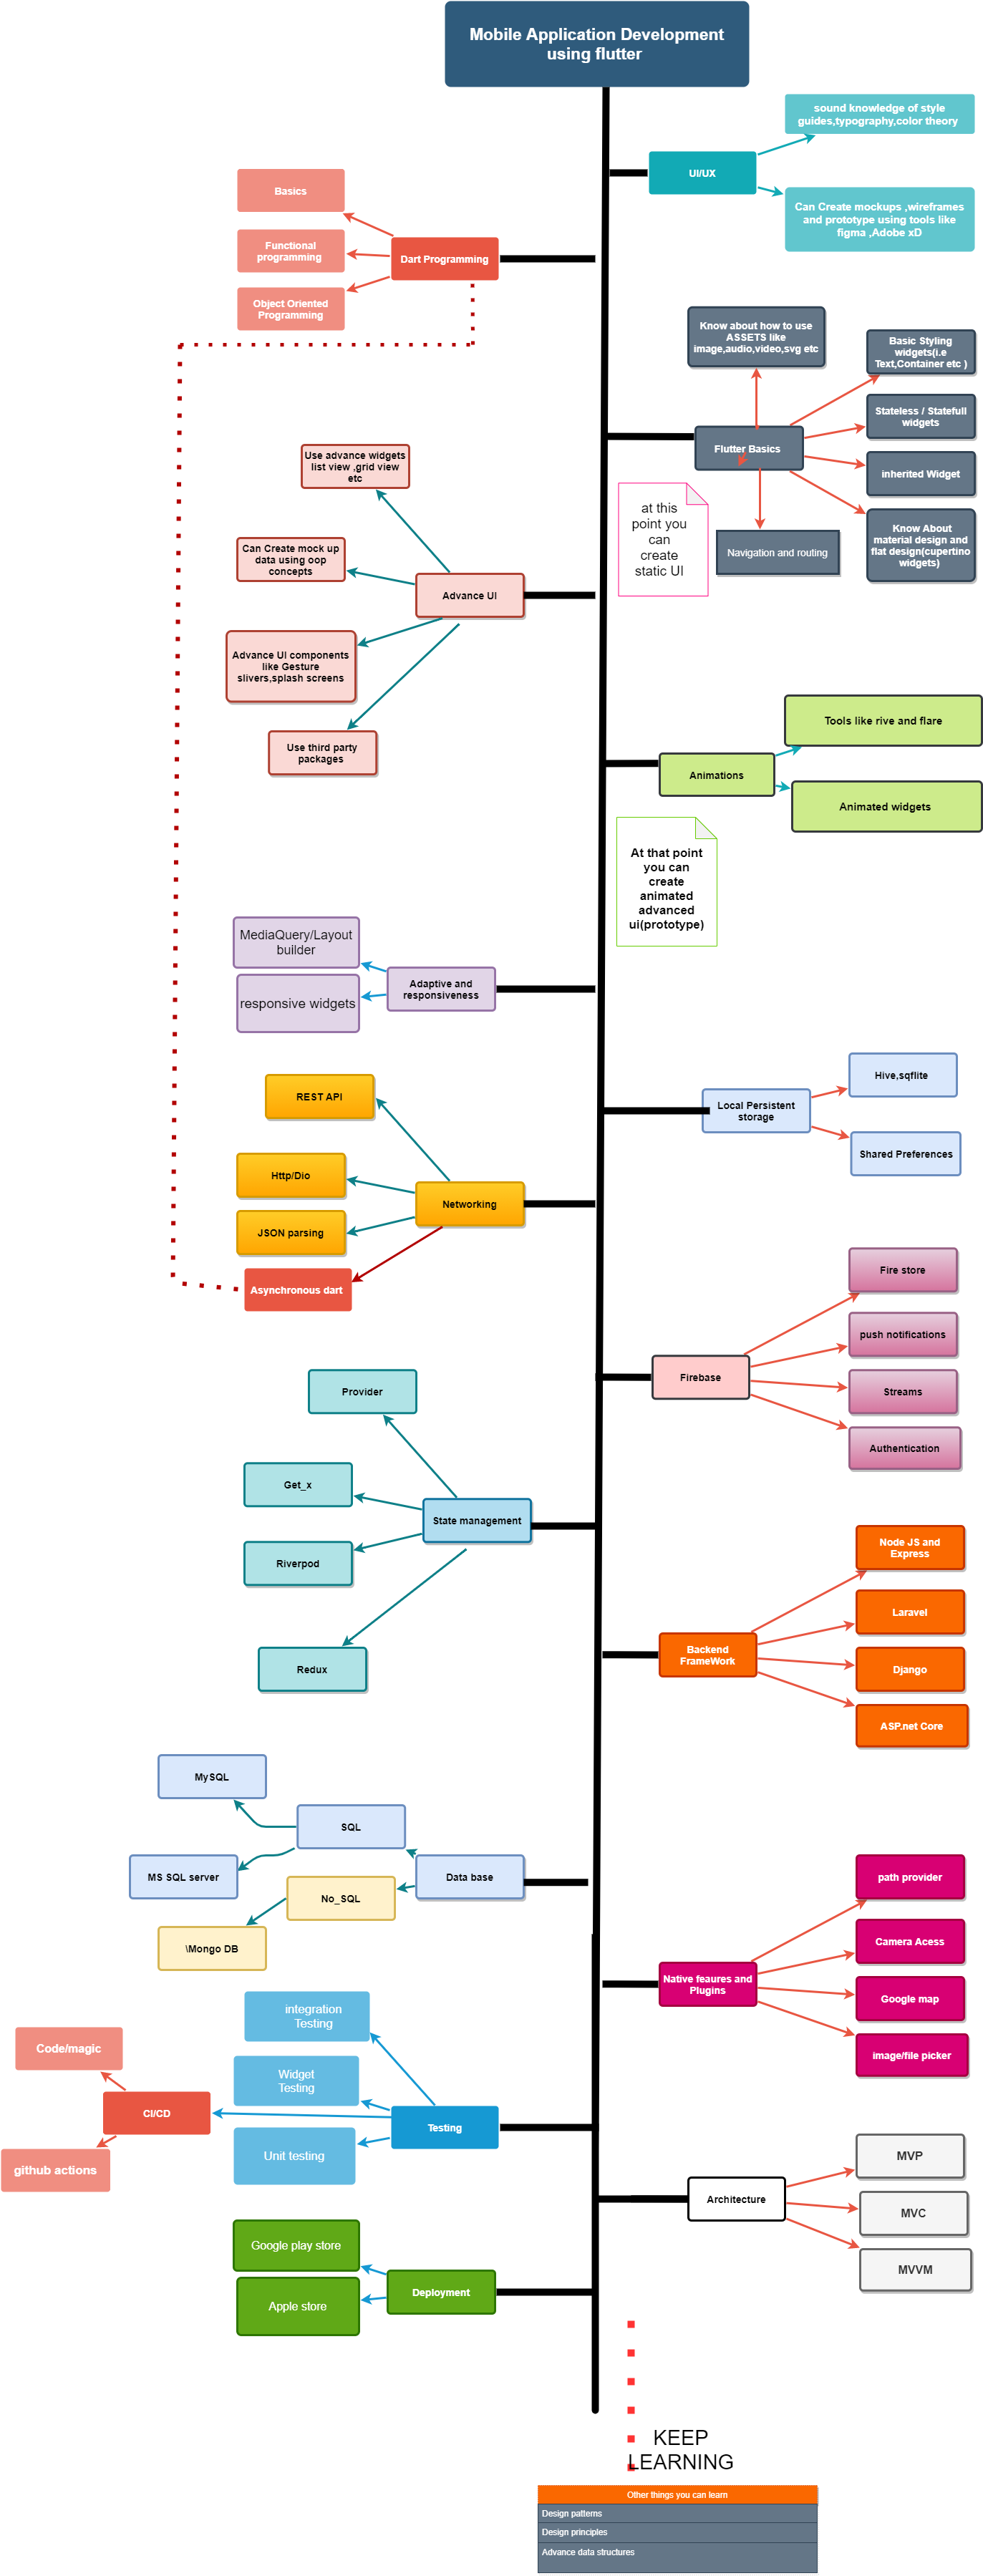 Mobile Application Development
using flutter
sound knowledge of style
guides,typography,color theory
UI/UX
Can Create mockups ,wireframes
and prototype using tools like
figma ,Adobe xD
Basics
Functional
programming
Dart Programming
Object Oriented
Programming
Know about how to use
ASSETS like
image,audio,video,svg etc
Basic Styling
widgets(i.e
Text,Container etc )
Stateless / Statefull
widgets
Flutter Basics
inherited Widget
Know About
material design and
flat design(cupertino
widgets)
Navigation and routing
at this
point you
can
create
static UI
Use advance widgets
list view ,grid view
etc
Can Create mock up
data using oop
concepts
Advance UI
Advance UI components
like Gesture
slivers,splash screens
Use third party
packages
Tools like rive and flare
Animations
Animated widgets
At that point
you can
create
animated
advanced
ui(prototype)
MediaQuery/Layout
builder
Adaptive and
responsiveness
responsive widgets
Hive,sqflite
Local Persistent
storage
Shared Preferences
REST API
Http/Dio
Networking
JSON parsing
Asynchronous dart
Fire store
push notifications
Firebase
Streams
Authentication
Provider
Get_x
State management
Riverpod
Redux
Node JS and
Express
Laravel
Backend
FrameWork
Django
ASP.net Core
MySQL
SQL
MS SQL server
Data base
No_SQL
\Mongo DB
path provider
Camera Acess
Native feaures and
Plugins
Google map
image/file picker
integration
Testing
Code/magic
Widget
Testing
CI/CD
Testing
Unit testing
github actions
MVP
Architecture
MVC
MVVM
Google play store
Deployment
Apple store
KEEP
LEARNING
Other things you can learn
Design patterns
Design principles
Advance data structures